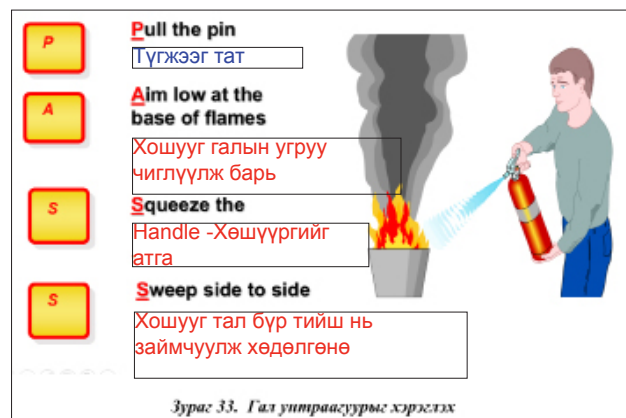 P
Pull the pin
Түгжээг тат
A
Aim low at the
base of flames
Хошууг галын угруу
чиглүүлж барь
S
Squeeze the
Handle -Хөшүүргийг
атга
S
Sweep side to side
Хошууг тал бүр тийш нь
займчуулж хөдөлгөнө
Зураг 33. Гал унтраагуурыг хэрэглэх